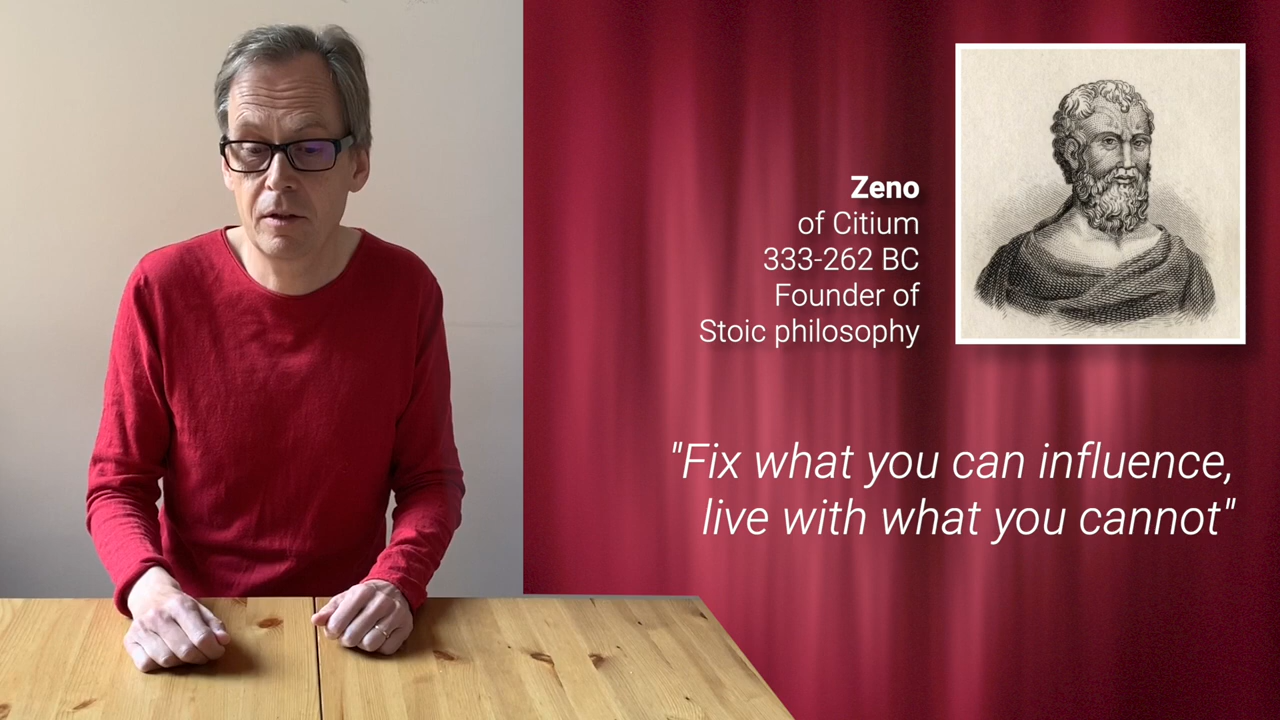 Zeno
of Citium
333-262 BC
Founder of
Stoic philosophy
"Fix what you can influence,
live with what you cannot"